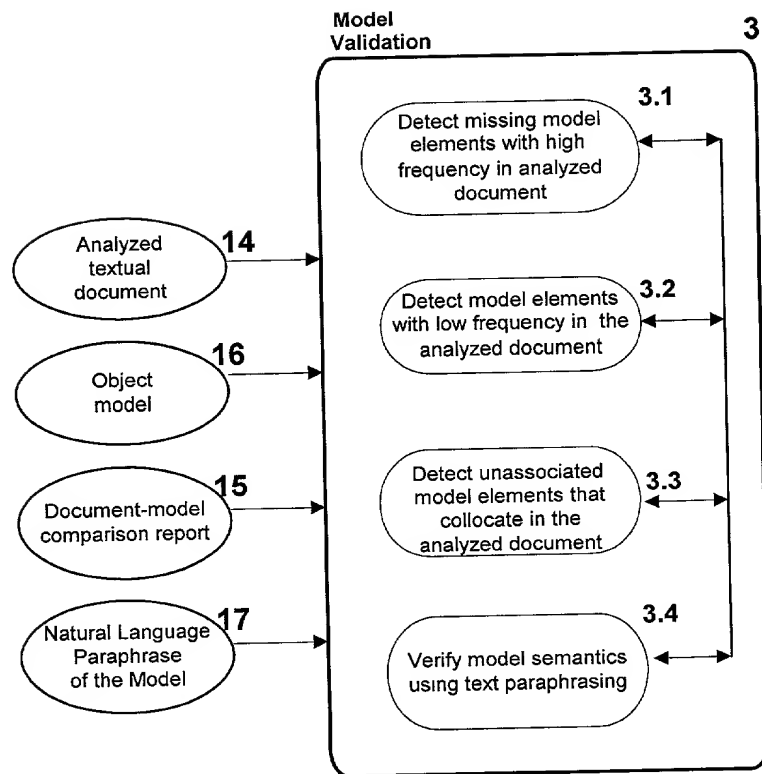 Model
Validation
3
3.1
Detect missing model
elements with high
frequency in analyzed
document
14
Analyzed
textual
document
3.2
Detect model elements
with low frequency in the
analyzed document
16
Object
model
15
Document-model
comparison report
3.3
Detect unassociated
model elements that
collocate in the
analyzed document
17
Natural Language
Paraphrase
of the Model
3.4
Verify model semantics
using text paraphrasing